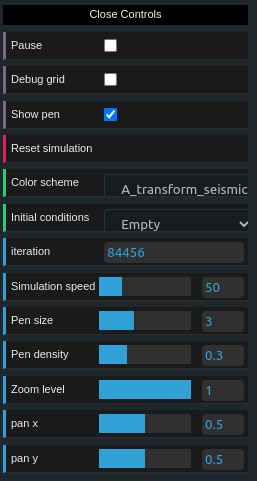 Close Controls
Pause
Debug grid
Show pen
Reset simulation
Color scheme A_transform_seismic
Initial conditions Empty
iteration 84456
Simulation speed 50
Pen size 3
Pen density 0.3
Zoom level 1
pan x 0.5
pan y 0.5